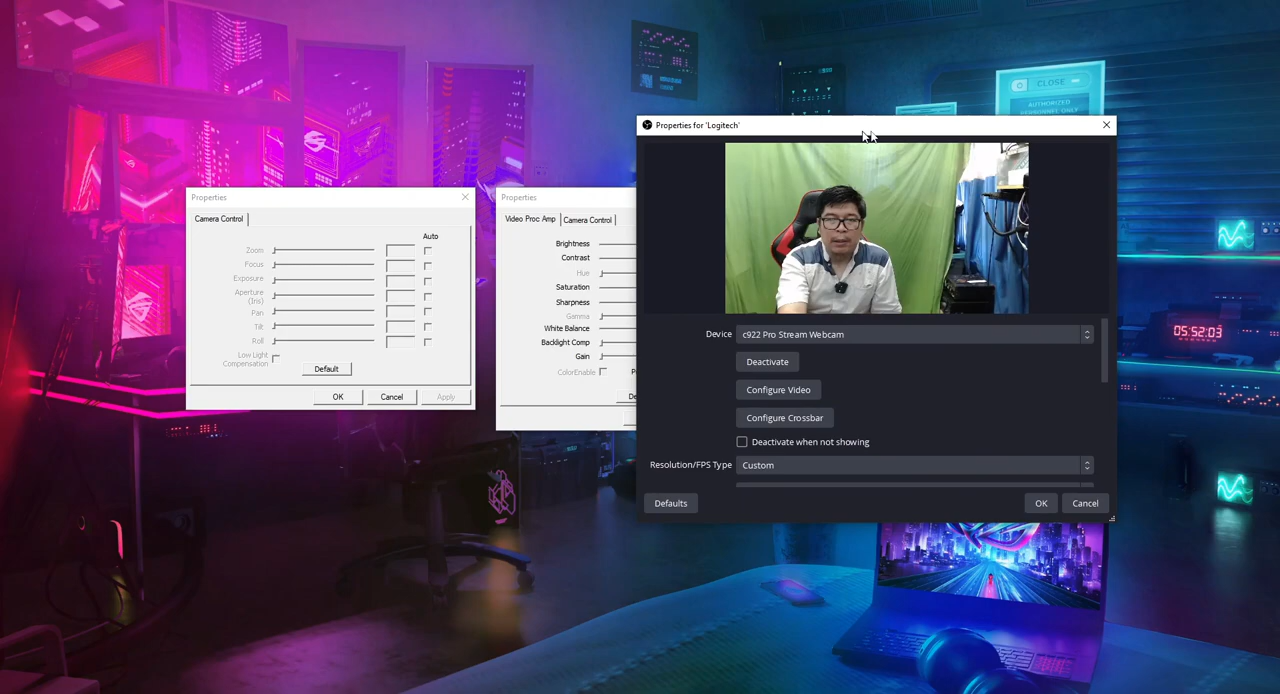 CLOSE
AUTHORIZED
PERSONNEL ONLY
Properties for 'Logitech'
Properties
Camera Control
Auto
Zoom
Focus
Exposure
Aperture
(Iris)
Pan
Tilt
Roll
Low Light
Compensation
Default
OK Cancel Apply
Properties
Video Proc Amp Camera Control
Brightness
Contrast
Hue
Saturation
Sharpness
Gamma
White Balance
Backlight Comp
Gain
ColorEnable
Device c922 Pro Stream Webcam
Deactivate
Configure Video
Configure Crossbar
Deactivate when not showing
Resolution/FPS Type Custom
Defaults OK Cancel
05:52:03